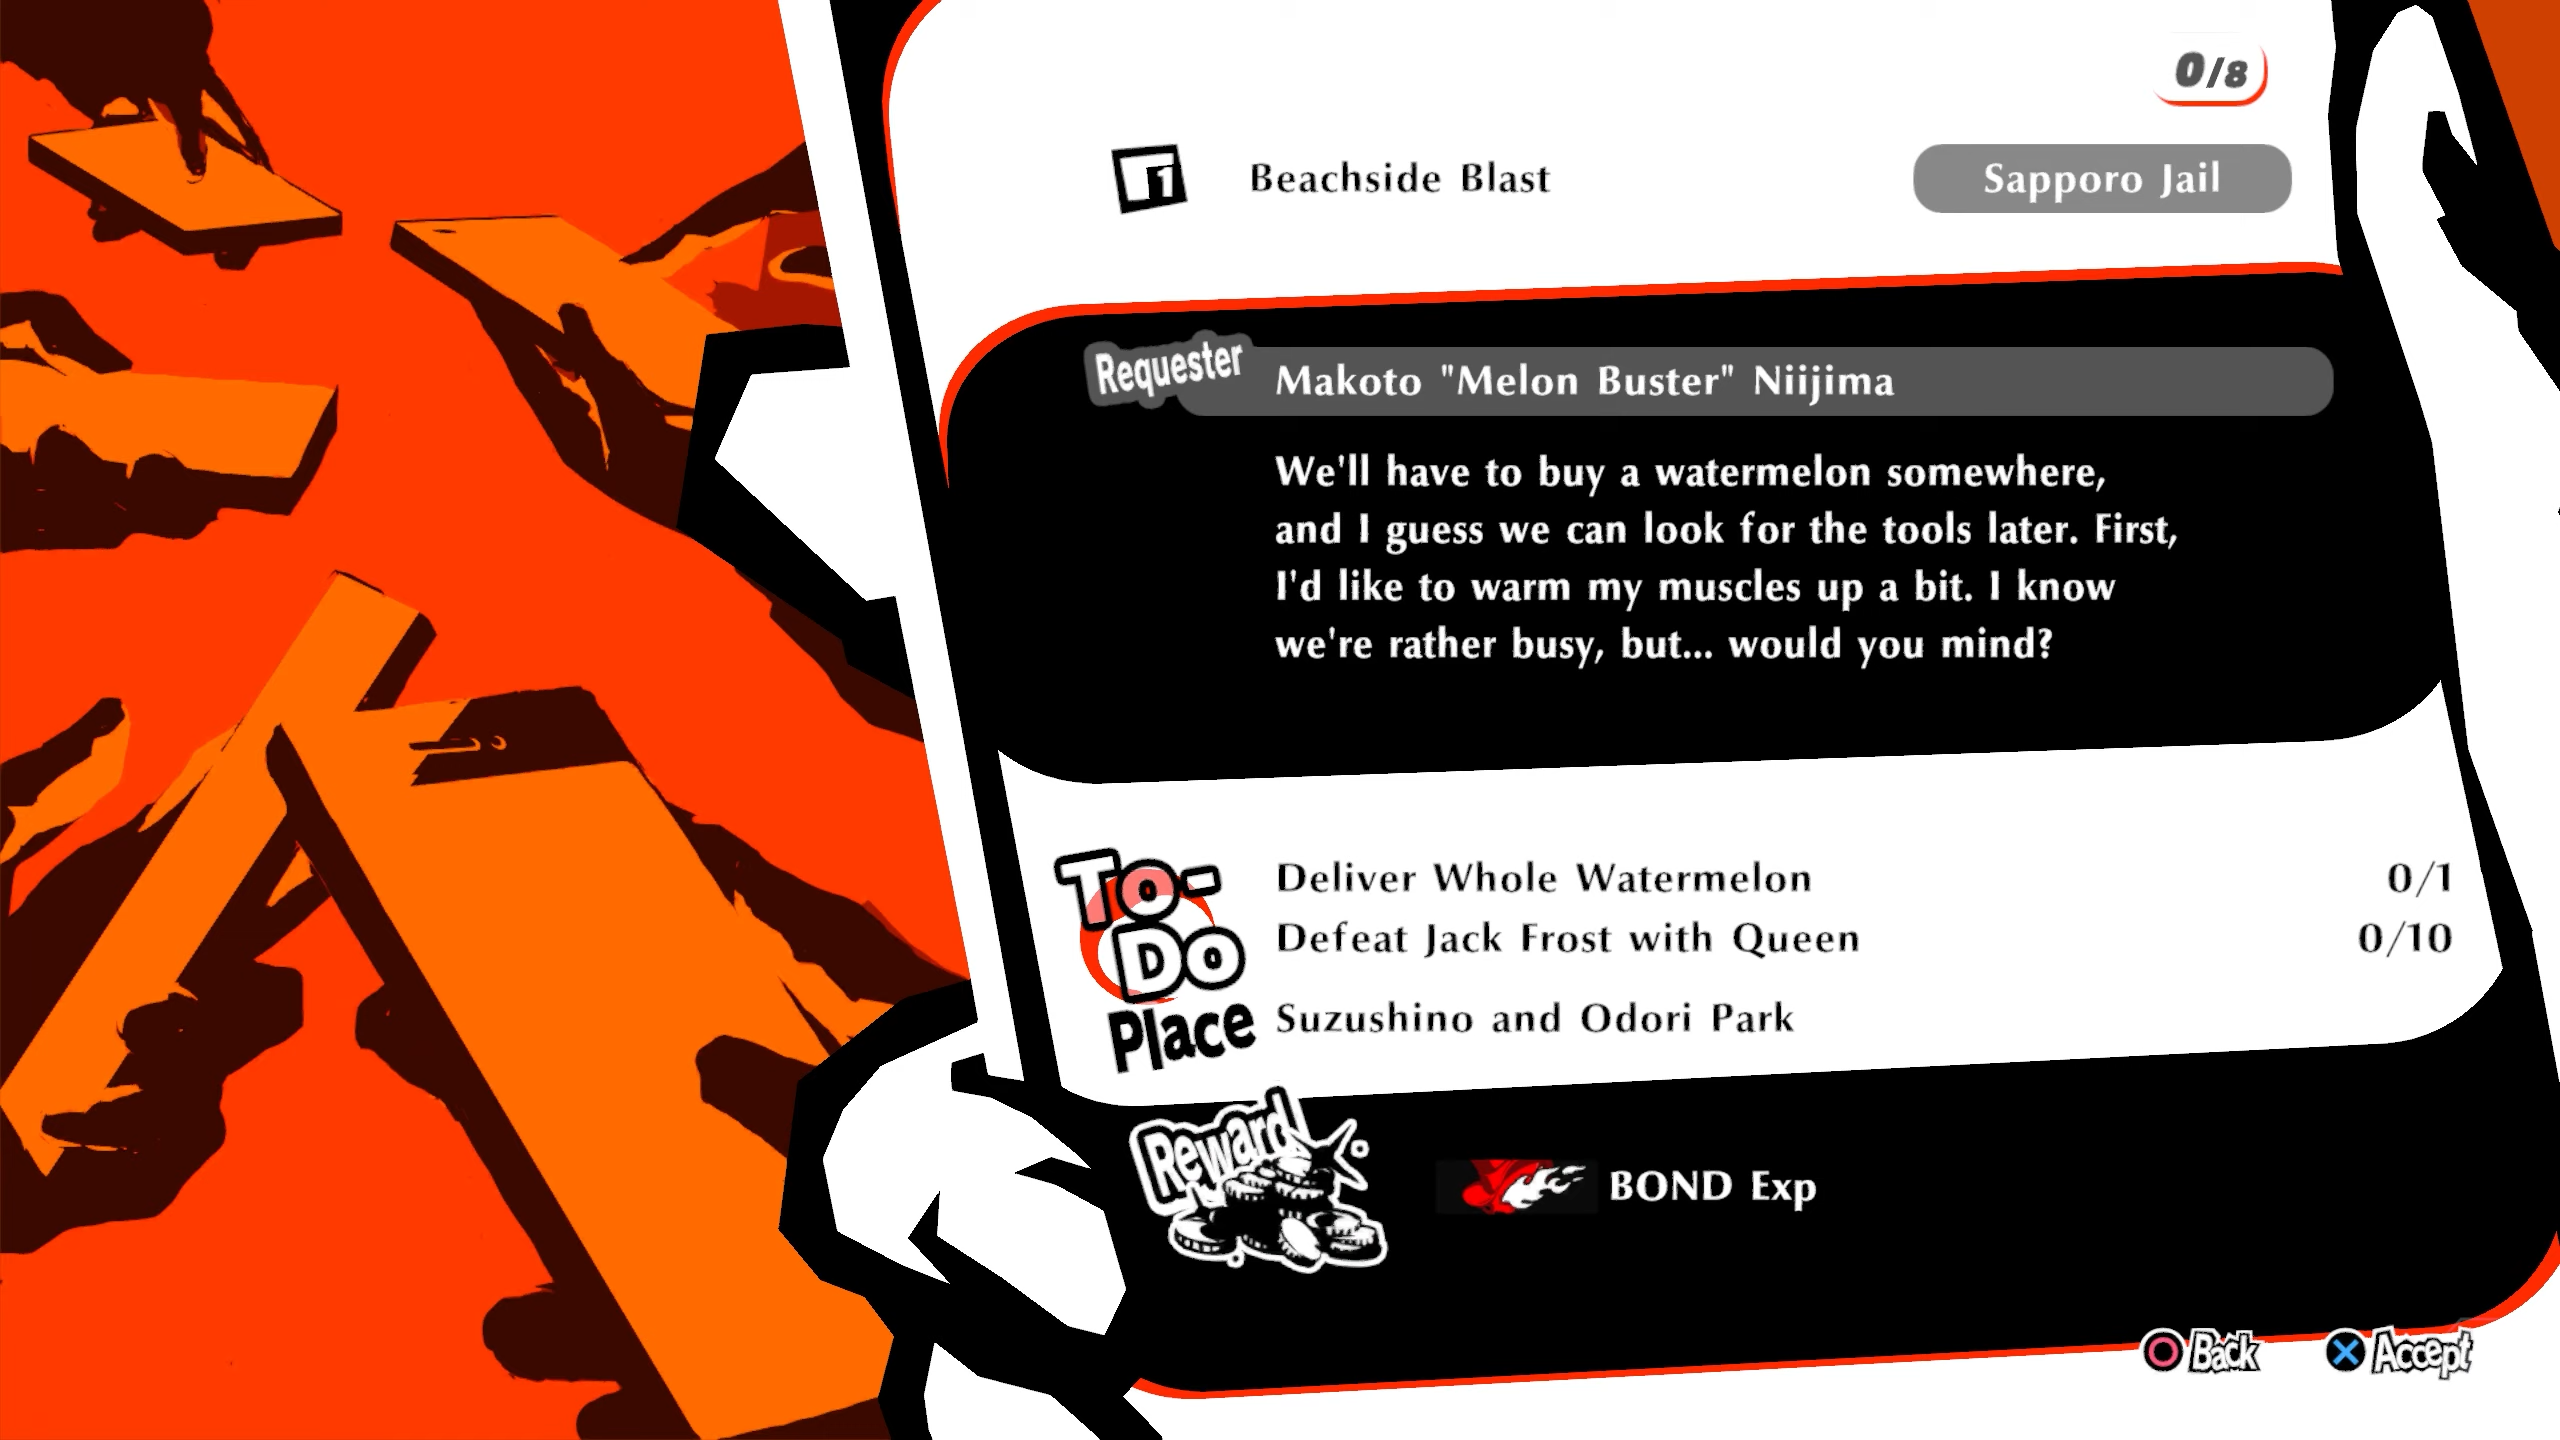 0/8
1
Beachside Blast
Sapporo Jail
Requester
Makoto "Melon Buster" Niijima
We'll have to buy a watermelon somewhere,
and I guess we can look for the tools later. First,
I'd like to warm my muscles up a bit. I know
we're rather busy, but... would you mind?
To-
Do
Deliver Whole Watermelon 0/1
Defeat Jack Frost with Queen 0/10
Place
Suzushino and Odori Park
Reward
BOND Exp
Back
Accept